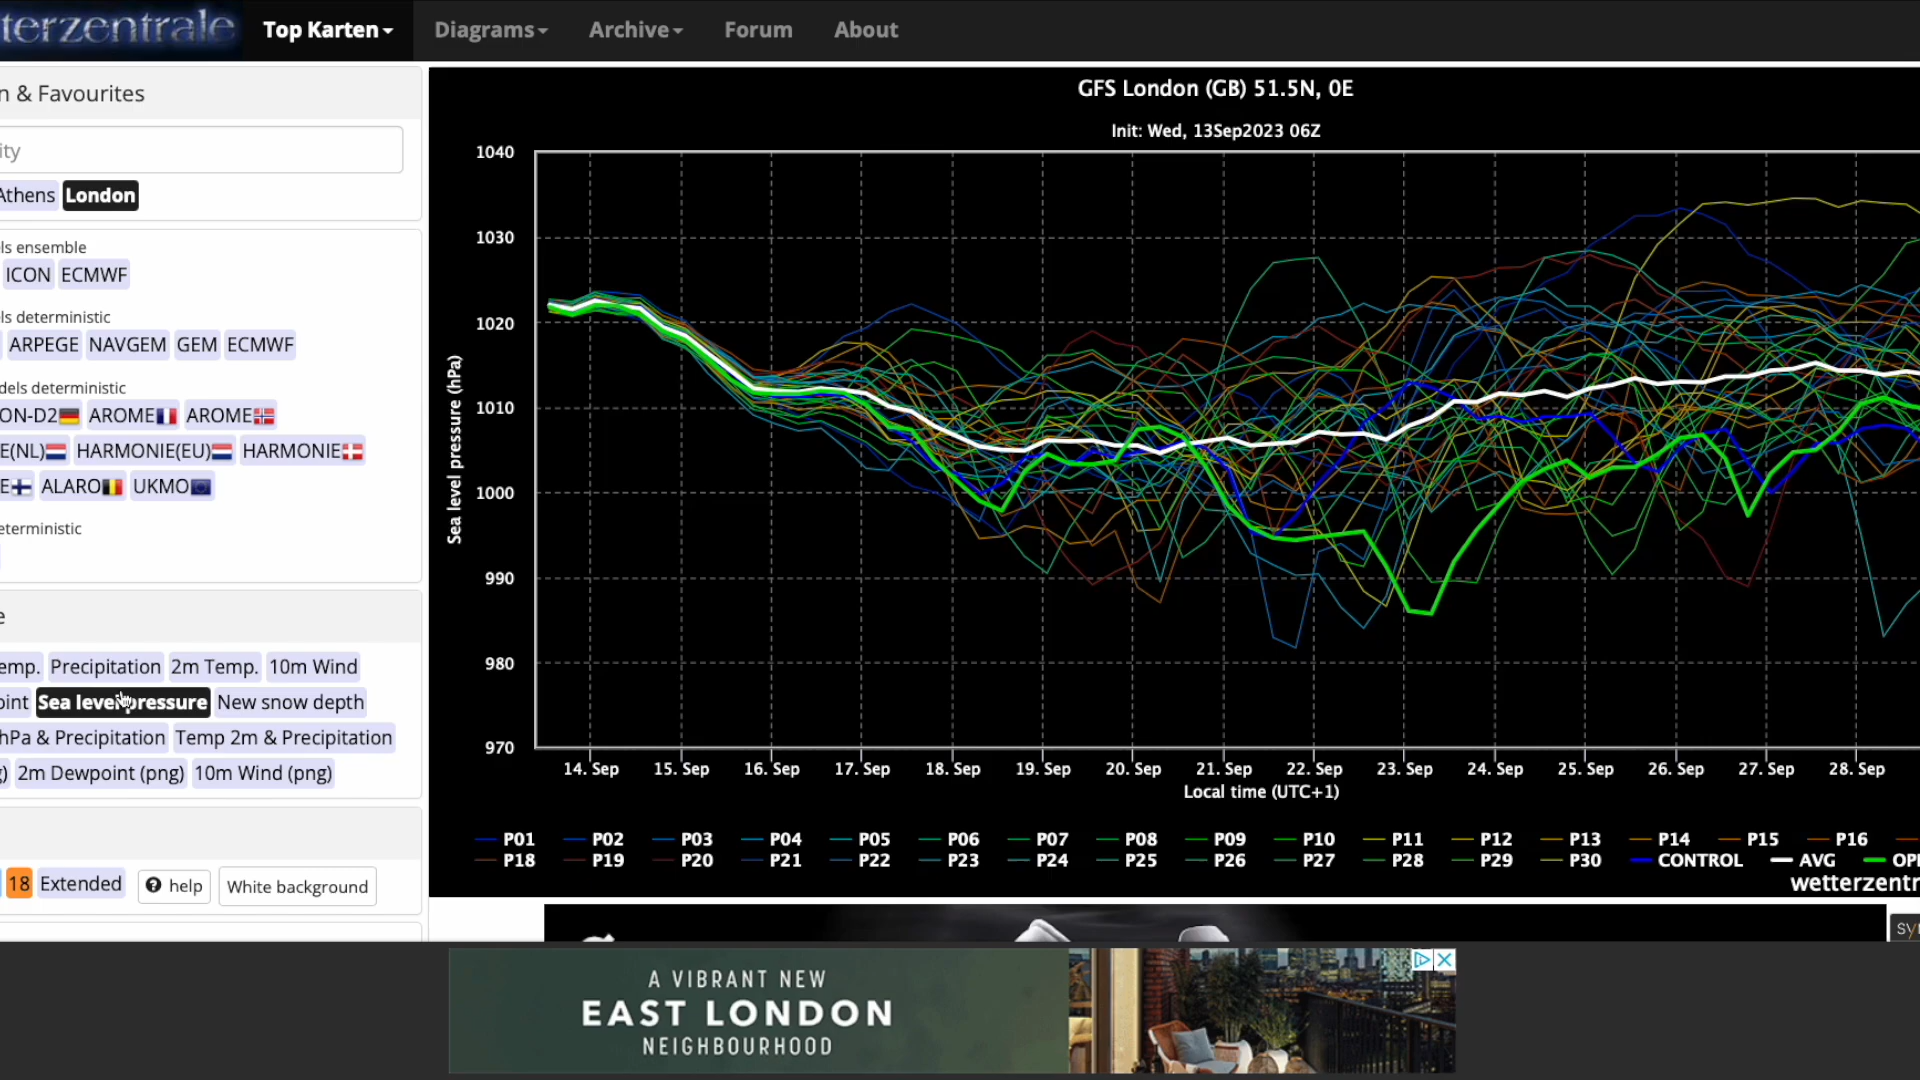 terzentrale
Top Karten
Diagrams
Archive
Forum
About
n & Favourites
ity
Athens London
ls ensemble
ICON ECMWF
ls deterministic
ARPEGE NAVGEM GEM ECMWF
dels deterministic
ON-D2 AROME AROME
E(NL) HARMONIE(EU) HARMONIE
E ALARO UKMO
eterministic
e
emp. Precipitation 2m Temp. 10m Wind
oint Sea level pressure New snow depth
hPa & Precipitation Temp 2m & Precipitation
g) 2m Dewpoint (png) 10m Wind (png)
18 Extended help White background
GFS London (GB) 51.5N, 0E
Init: Wed, 13Sep2023 06Z
1040
1030
1020
1010
1000
990
980
970
Sea level pressure (hPa)
14. Sep 15. Sep 16. Sep 17. Sep 18. Sep 19. Sep 20. Sep 21. Sep 22. Sep 23. Sep 24. Sep 25. Sep 26. Sep 27. Sep 28. Sep
Local time (UTC+1)
P01 P02 P03 P04 P05 P06 P07 P08 P09 P10 P11 P12 P13 P14 P15 P16
P18 P19 P20 P21 P22 P23 P24 P25 P26 P27 P28 P29 P30 CONTROL AVG OPE
wetterzentr
syn
A VIBRANT NEW
EAST LONDON
NEIGHBOURHOOD